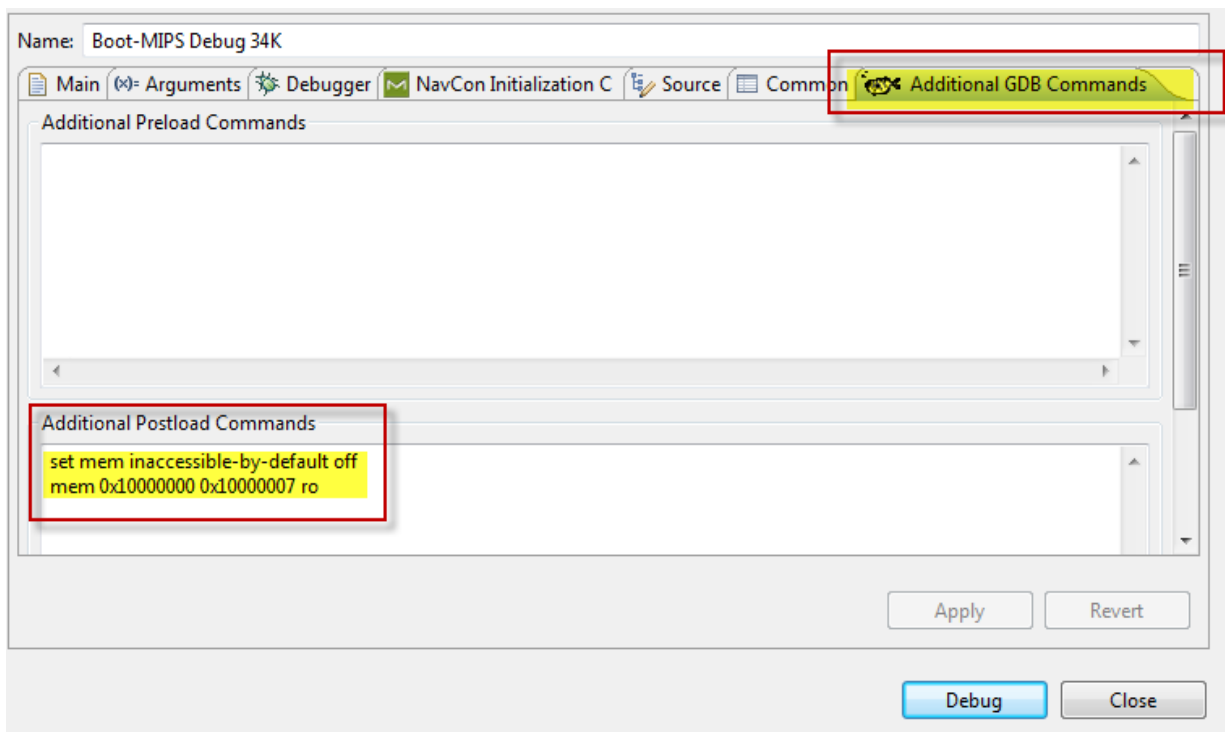 Name: Boot-MIPS Debug 34K
Main (x)= Arguments Debugger NavCon Initialization C Source Common Additional GDB Commands
Additional Preload Commands
Additional Postload Commands
set mem inaccessible-by-default off
mem 0x10000000 0x10000007 ro
Apply Revert
Debug Close